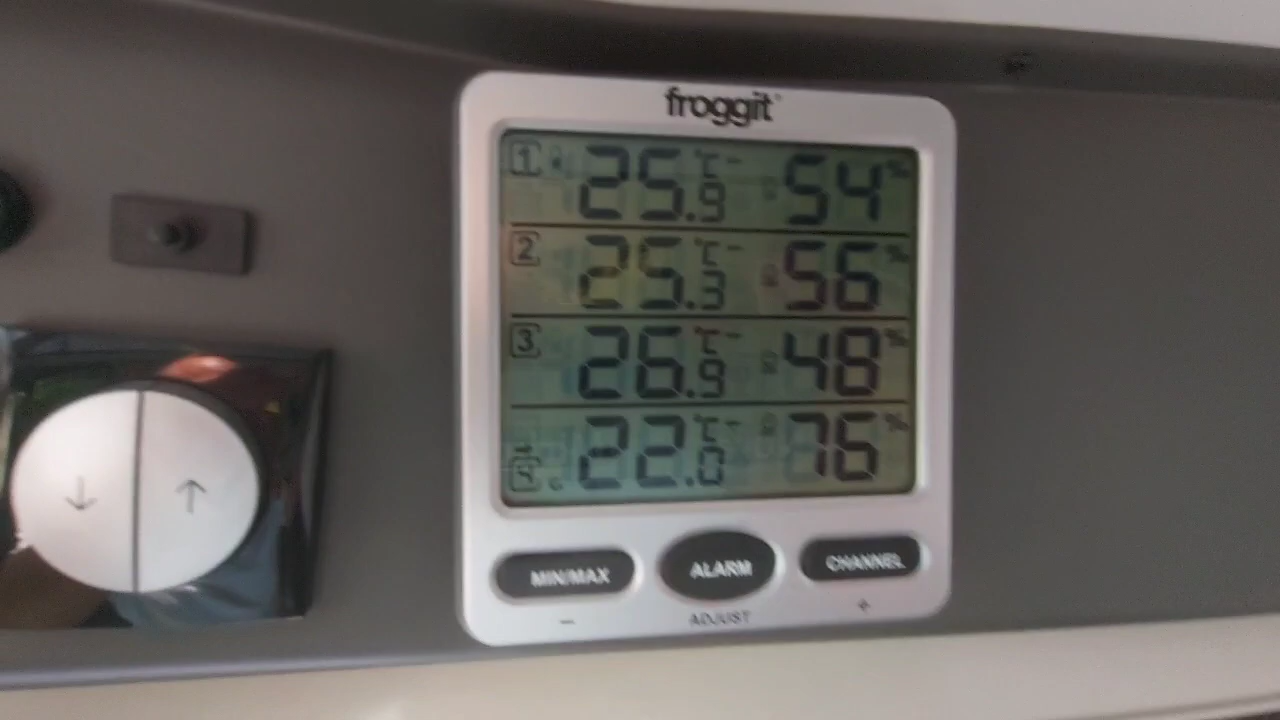 froggit
1 25.9 °C 54 %
2 25.3 °C 56 %
3 26.9 °C 48 %
22.0 °C 76 %
MIN/MAX ALARM CHANNEL
− ADJUST +
↓ ↑